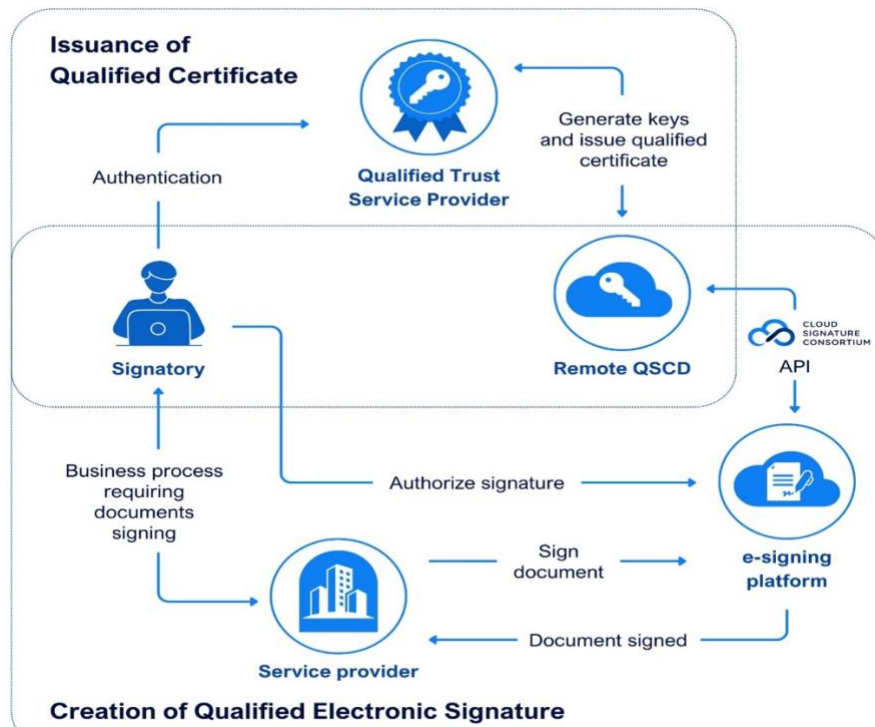 Issuance of
Qualified Certificate
Authentication
Qualified Trust
Service Provider
Generate keys
and issue qualified
certificate
Signatory
Remote QSCD
CLOUD
SIGNATURE
CONSORTIUM
API
Business process
requiring
documents
signing
Authorize signature
Sign
document
e-signing
platform
Document signed
Service provider
Creation of Qualified Electronic Signature